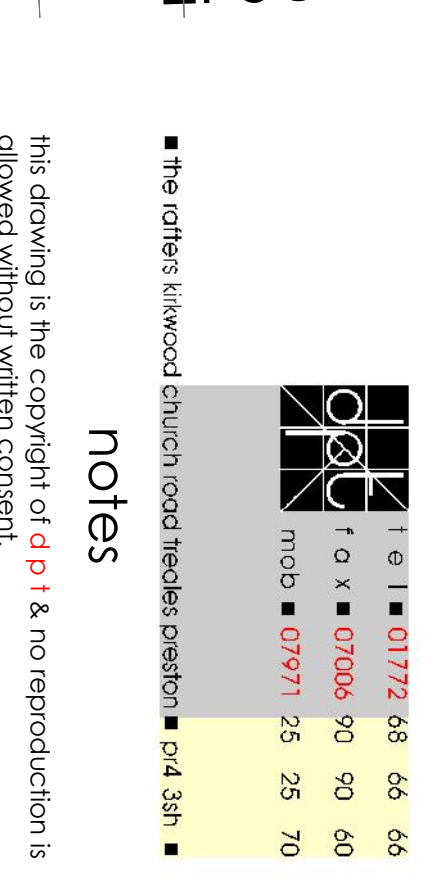 dpt
t e l ■ 01772 68 66 66
f a x ■ 07006 90 90 60
mob ■ 07971 25 25 70
■ the rafters kirkwood church road treales preston ■ pr4 3sh ■
notes
this drawing is the copyright of d p t & no reproduction is
allowed without written consent.